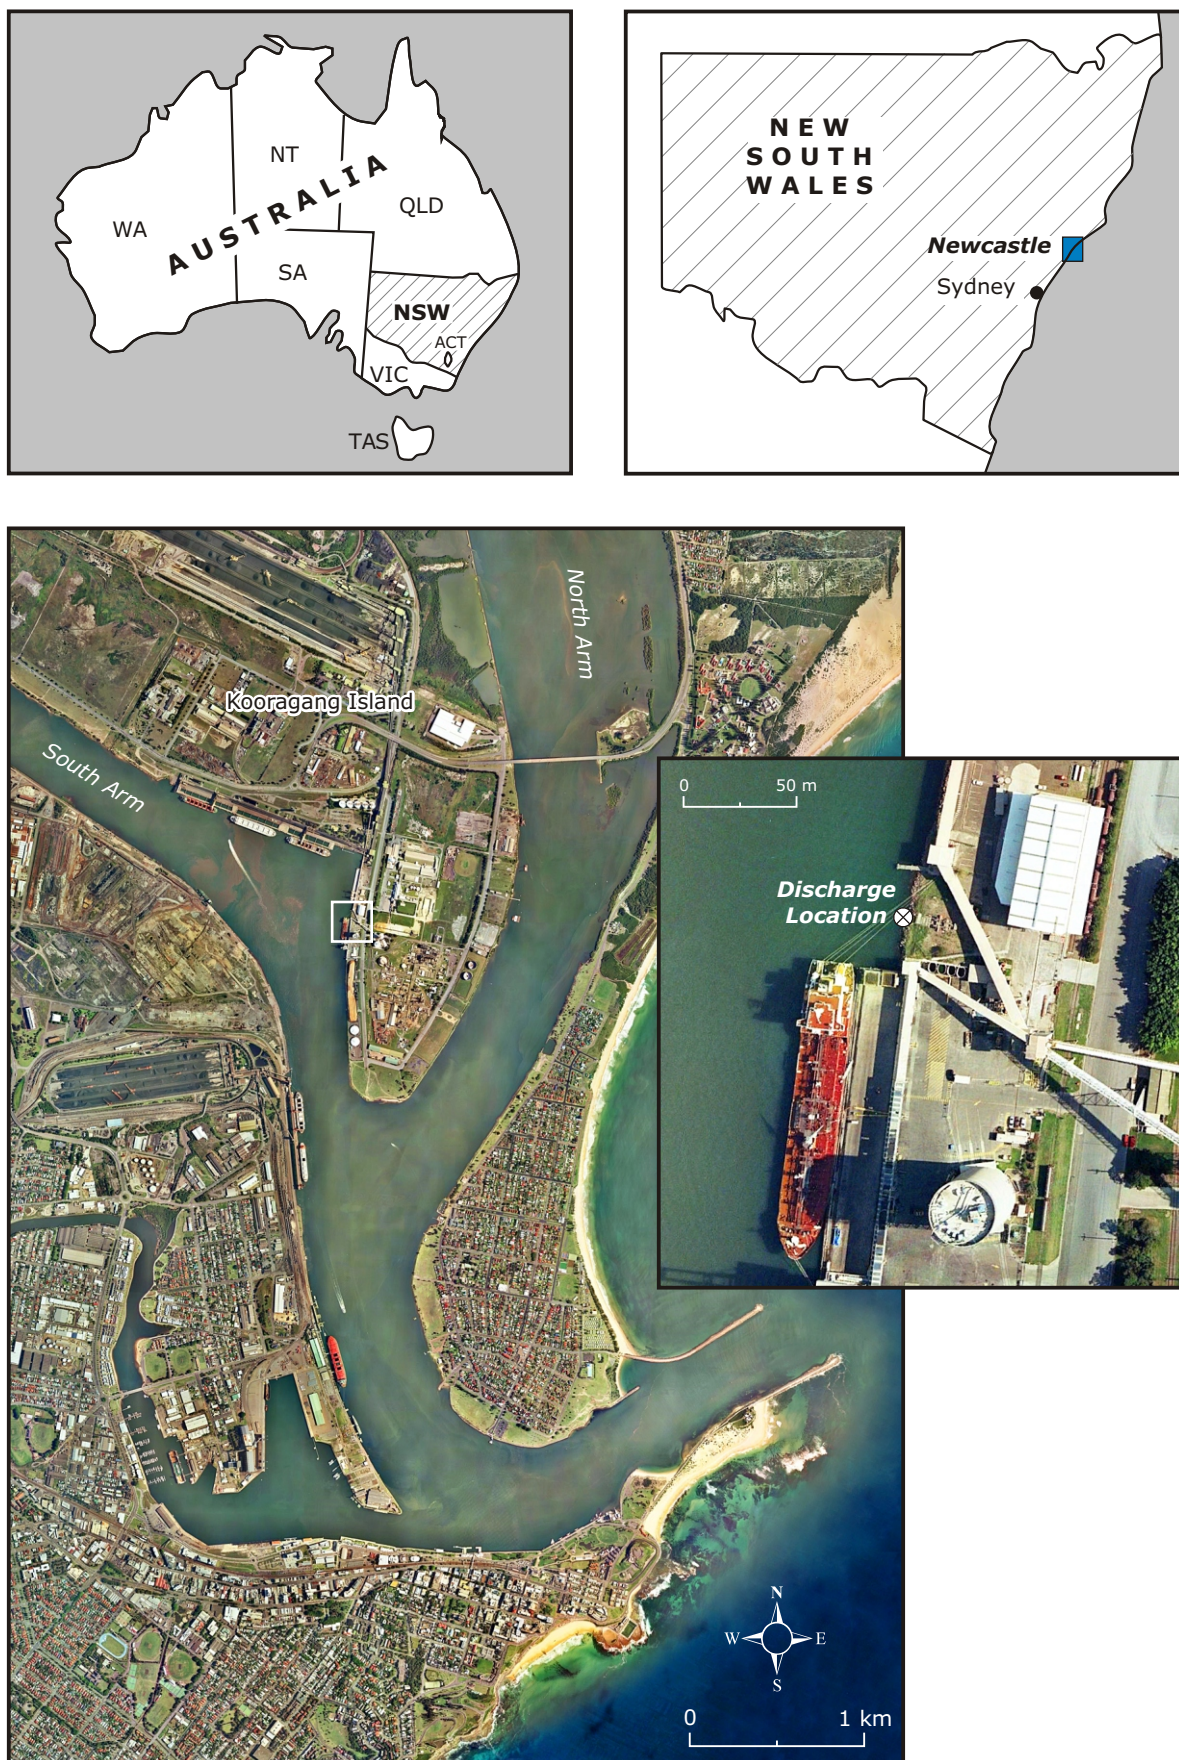 NT
WA
AUSTRALIA
QLD
SA
NSW
ACT
VIC
TAS
NEW
SOUTH
WALES
Newcastle
Sydney
North Arm
Kooragang Island
South Arm
0 50 m
Discharge
Location
N
W E
S
0 1 km